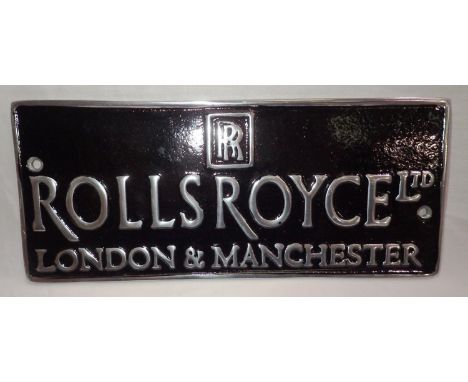 RR
ROLLS ROYCE LTD
LONDON & MANCHESTER